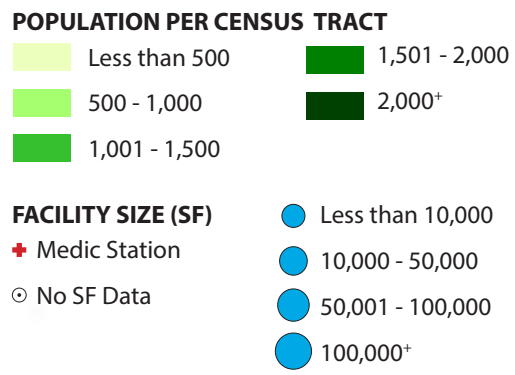 POPULATION PER CENSUS TRACT
Less than 500
500 - 1,000
1,001 - 1,500
1,501 - 2,000
2,000+
FACILITY SIZE (SF)
Medic Station
No SF Data
Less than 10,000
10,000 - 50,000
50,001 - 100,000
100,000+